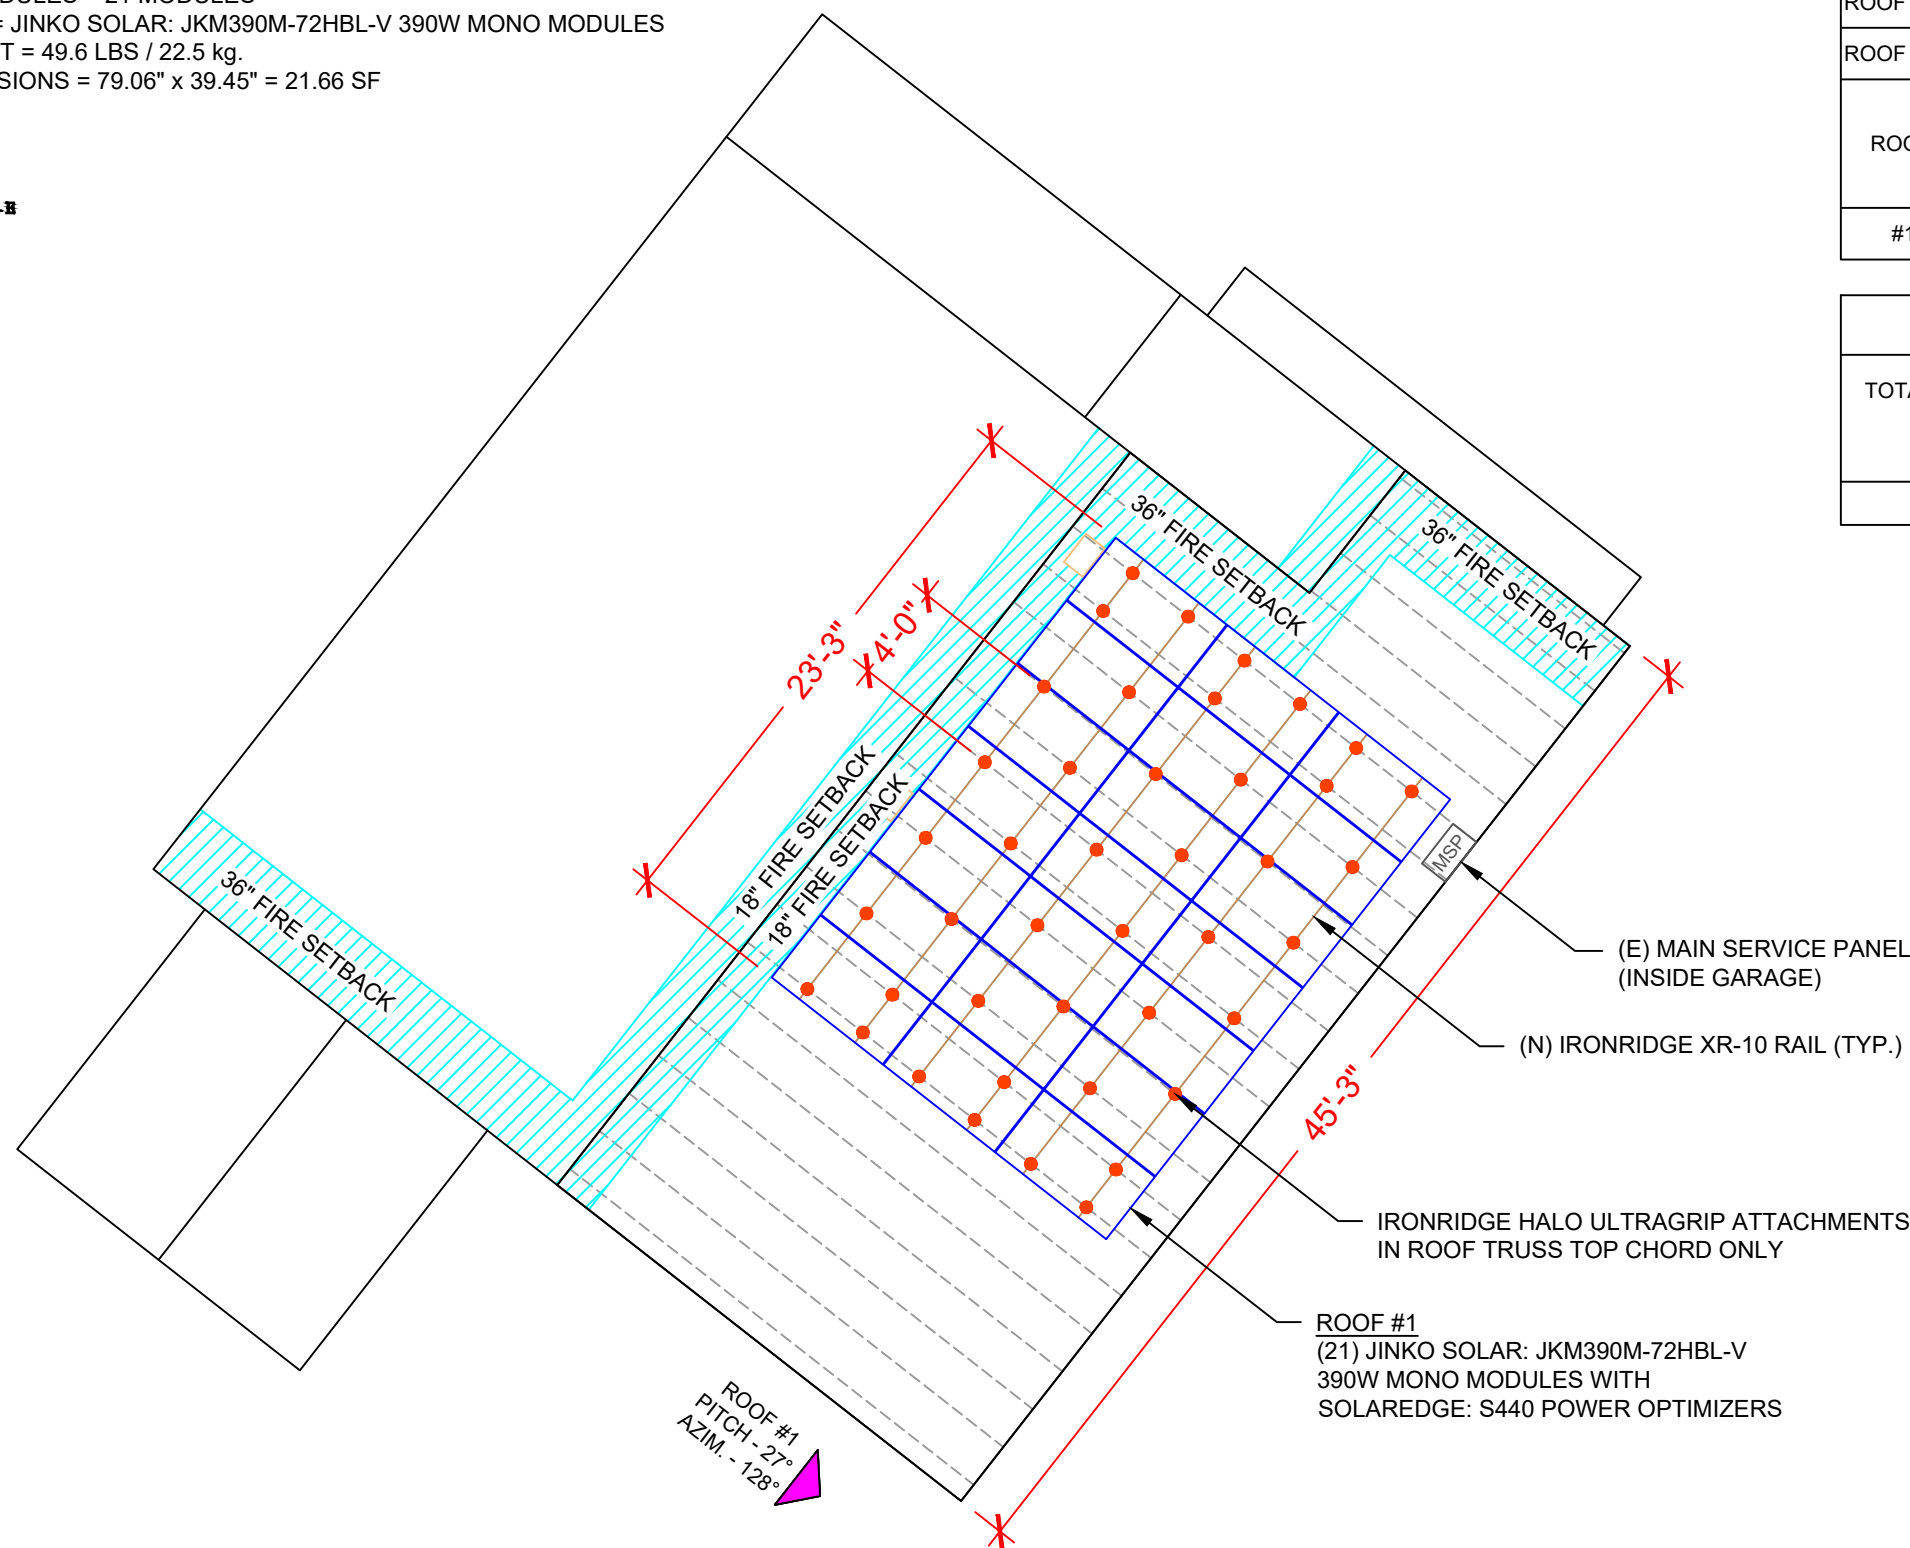 = JINKO SOLAR: JKM390M-72HBL-V 390W MONO MODULES
T = 49.6 LBS / 22.5 kg.
SIONS = 79.06" x 39.45" = 21.66 SF
ROOF
ROOF
ROO
#1
TOTA
36" FIRE SETBACK
36" FIRE SETBACK
23'-3"
4'-0"
18" FIRE SETBACK
18" FIRE SETBACK
36" FIRE SETBACK
MSP
(E) MAIN SERVICE PANEL
(INSIDE GARAGE)
(N) IRONRIDGE XR-10 RAIL (TYP.)
45'-3"
IRONRIDGE HALO ULTRAGRIP ATTACHMENTS
IN ROOF TRUSS TOP CHORD ONLY
ROOF #1
(21) JINKO SOLAR: JKM390M-72HBL-V
390W MONO MODULES WITH
SOLAREDGE: S440 POWER OPTIMIZERS
ROOF #1
PITCH - 27°
AZIM. - 128°